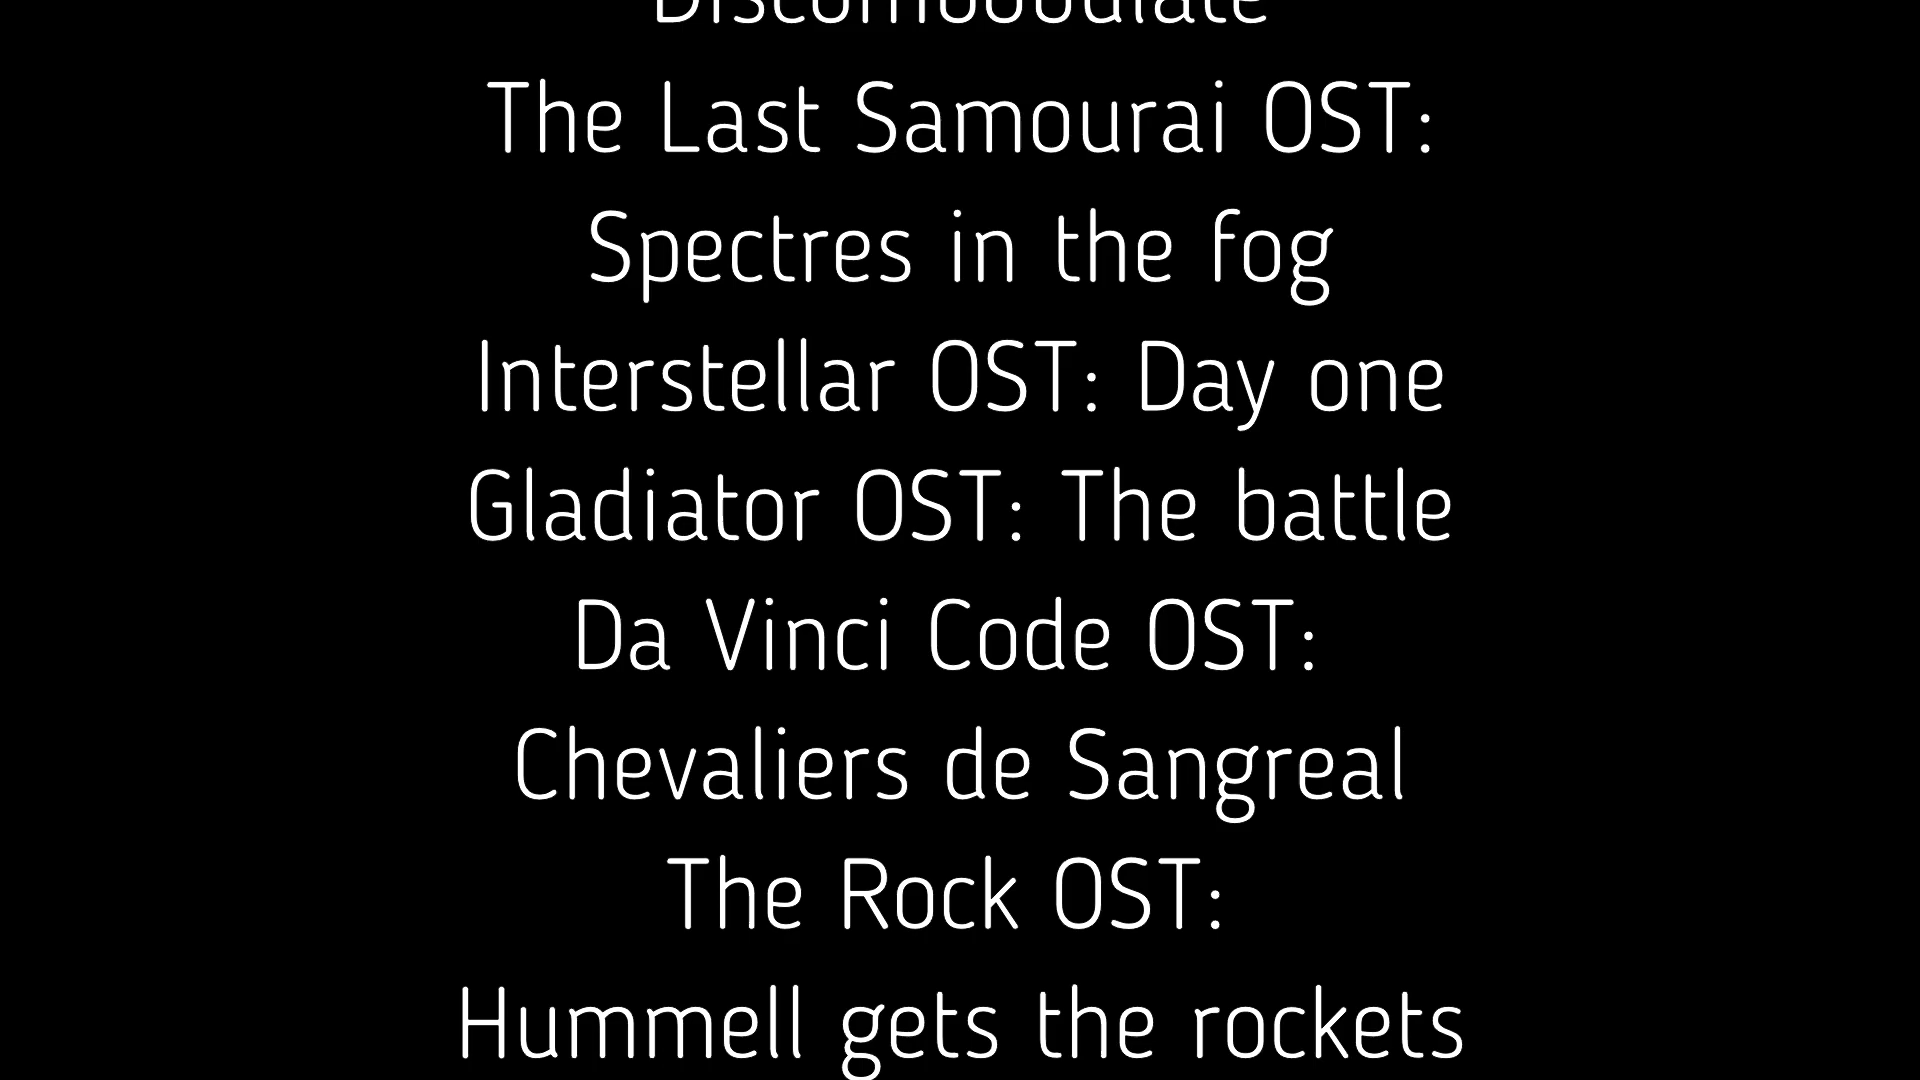 Discombobulate
The Last Samourai OST:
Spectres in the fog
Interstellar OST: Day one
Gladiator OST: The battle
Da Vinci Code OST:
Chevaliers de Sangreal
The Rock OST:
Hummell gets the rockets